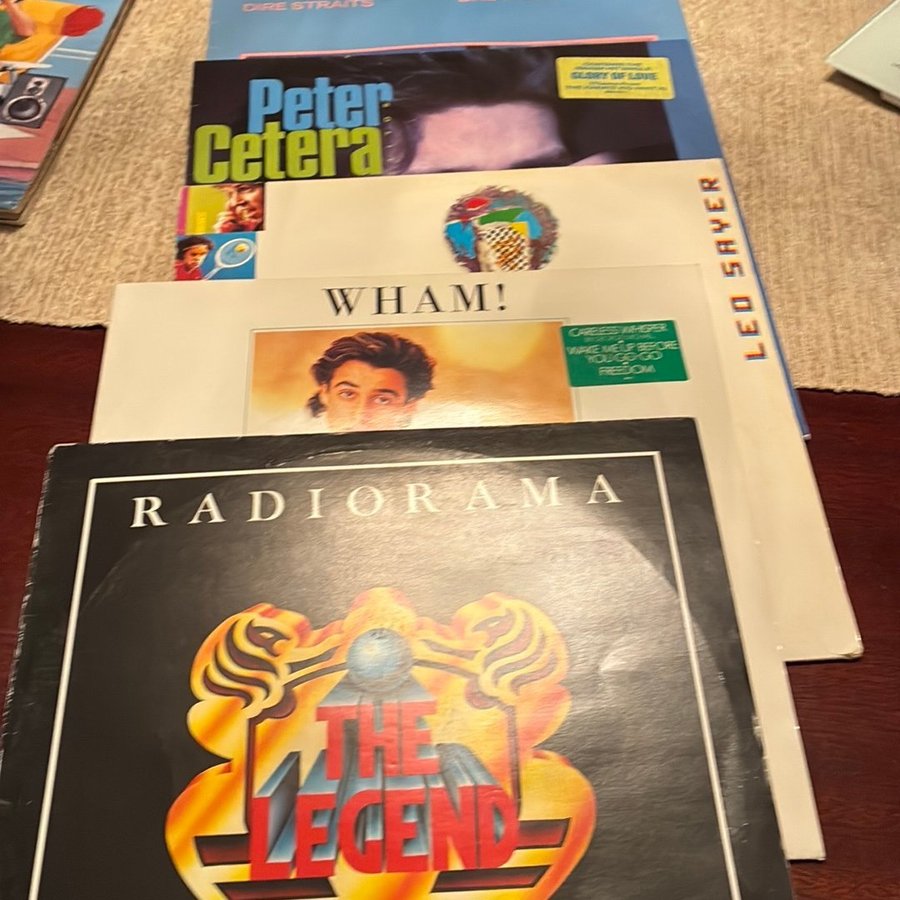 DIRE STRAITS
Peter
Cetera
GLORY OF LOVE
LEO SAYER
WHAM!
CARELESS WHISPER
WAKE ME UP BEFORE
YOU GO GO
FREEDOM
RADIORAMA
THE
LEGEND